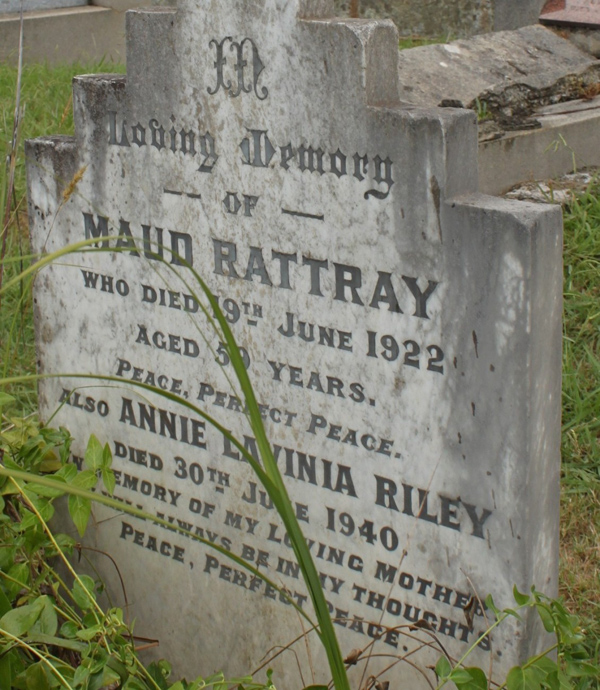 In
Loving Memory
OF
MAUD RATTRAY
WHO DIED 19TH JUNE 1922
AGED YEARS.
PEACE, PERFECT PEACE.
ALSO ANNIE LAVINIA RILEY
DIED 30TH JUNE 1940
IN MEMORY OF MY LOVING MOTHER
ALWAYS BE IN MY THOUGHTS.
PEACE, PERFECT PEACE.